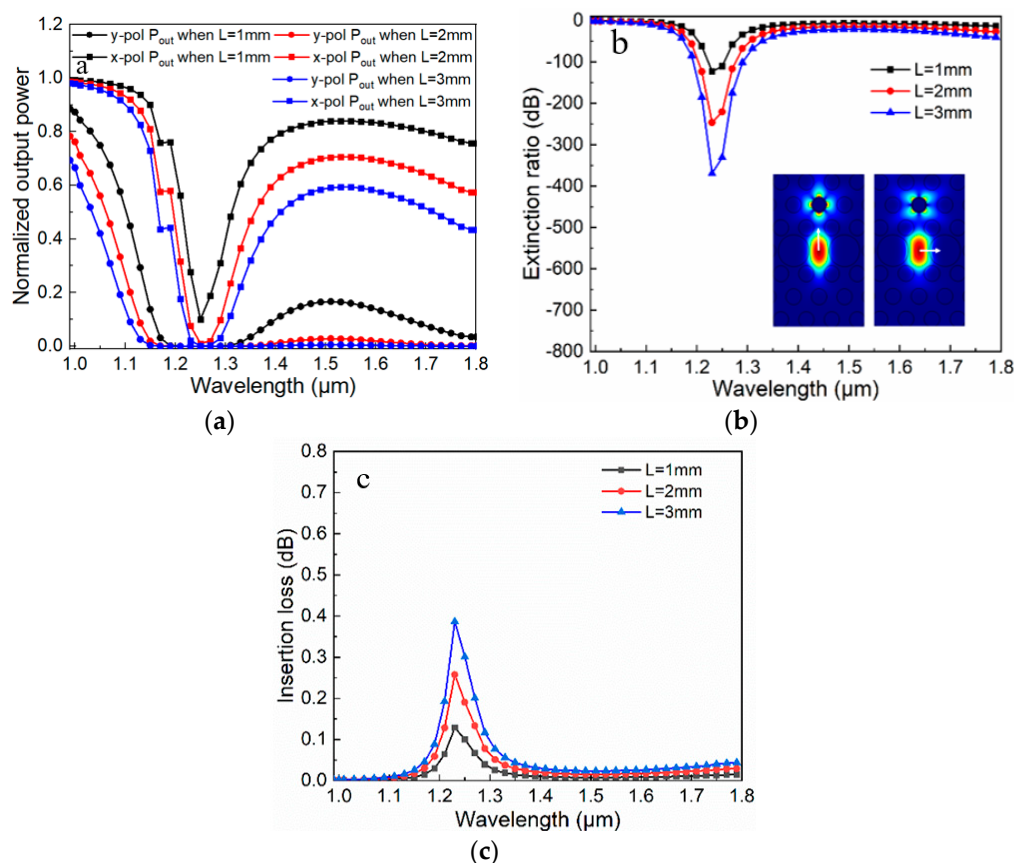 y-pol Pout when L=1mm
y-pol Pout when L=2mm
x-pol Pout when L=1mm
x-pol Pout when L=2mm
y-pol Pout when L=3mm
x-pol Pout when L=3mm
a
Normalized output power
1.0
0.8
0.6
0.4
0.2
0.0
1.0 1.1 1.2 1.3 1.4 1.5 1.6 1.7 1.8
Wavelength (μm)
(a)
b
L=1mm
L=2mm
L=3mm
Extinction ratio (dB)
0
-100
-200
-300
-400
-500
-600
-700
-800
1.0 1.1 1.2 1.3 1.4 1.5 1.6 1.7 1.8
Wavelength (μm)
(b)
c
L=1mm
L=2mm
L=3mm
Insertion loss (dB)
0.8
0.7
0.6
0.5
0.4
0.3
0.2
0.1
0.0
1.0 1.1 1.2 1.3 1.4 1.5 1.6 1.7 1.8
Wavelength (μm)
(c)